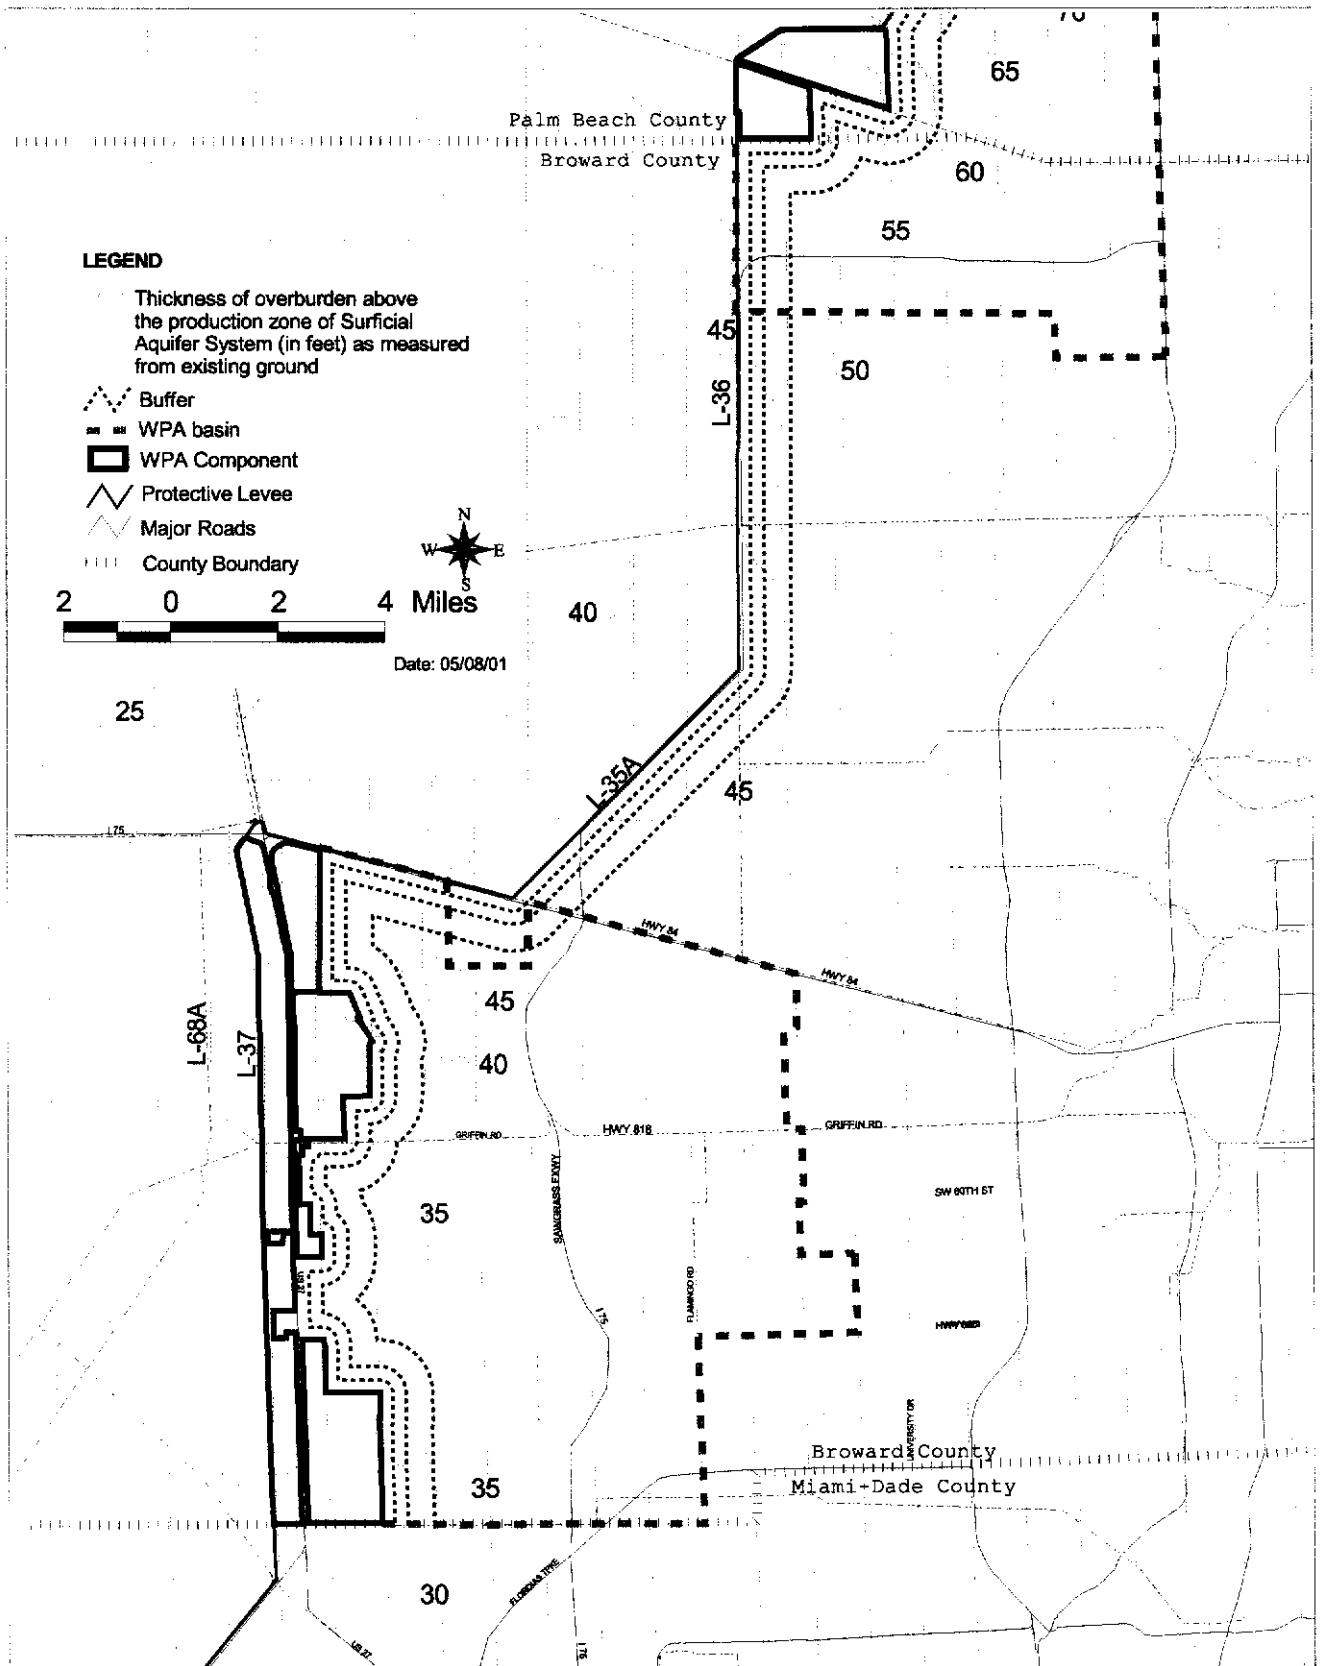 70
65
Palm Beach County
Broward County
60
55
LEGEND
Thickness of overburden above
the production zone of Surficial
Aquifer System (in feet) as measured
from existing ground
Buffer
WPA basin
WPA Component
Protective Levee
Major Roads
County Boundary
N
W E
S
2 0 2 4 Miles
Date: 05/08/01
45
50
L-36
40
25
L-35A
45
I 75
HWY 84
HWY 84
L-68A
L-37
45
40
GRIFFIN RD
HWY 818
GRIFFIN RD
SAWGRASS EXWY
35
SW 60TH ST
US 27
FLAMINGO RD
I 75
UNIVERSITY DR
Broward County
Miami-Dade County
35
30
FLORIDAS TPKE
US 27
I 75